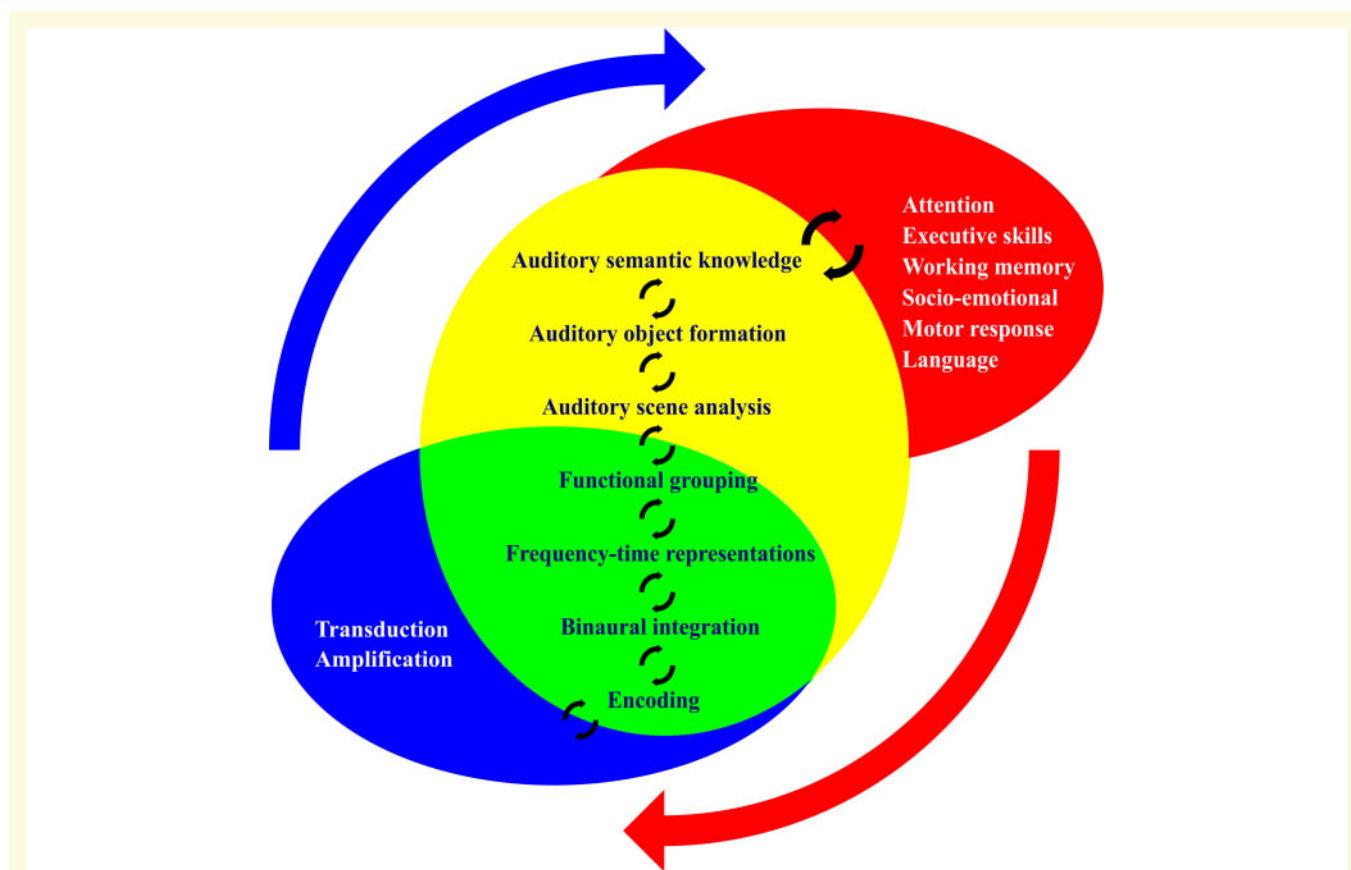 Attention
Executive skills
Working memory
Socio-emotional
Motor response
Language
Auditory semantic knowledge
Auditory object formation
Auditory scene analysis
Functional grouping
Frequency-time representations
Binaural integration
Encoding
Transduction
Amplification